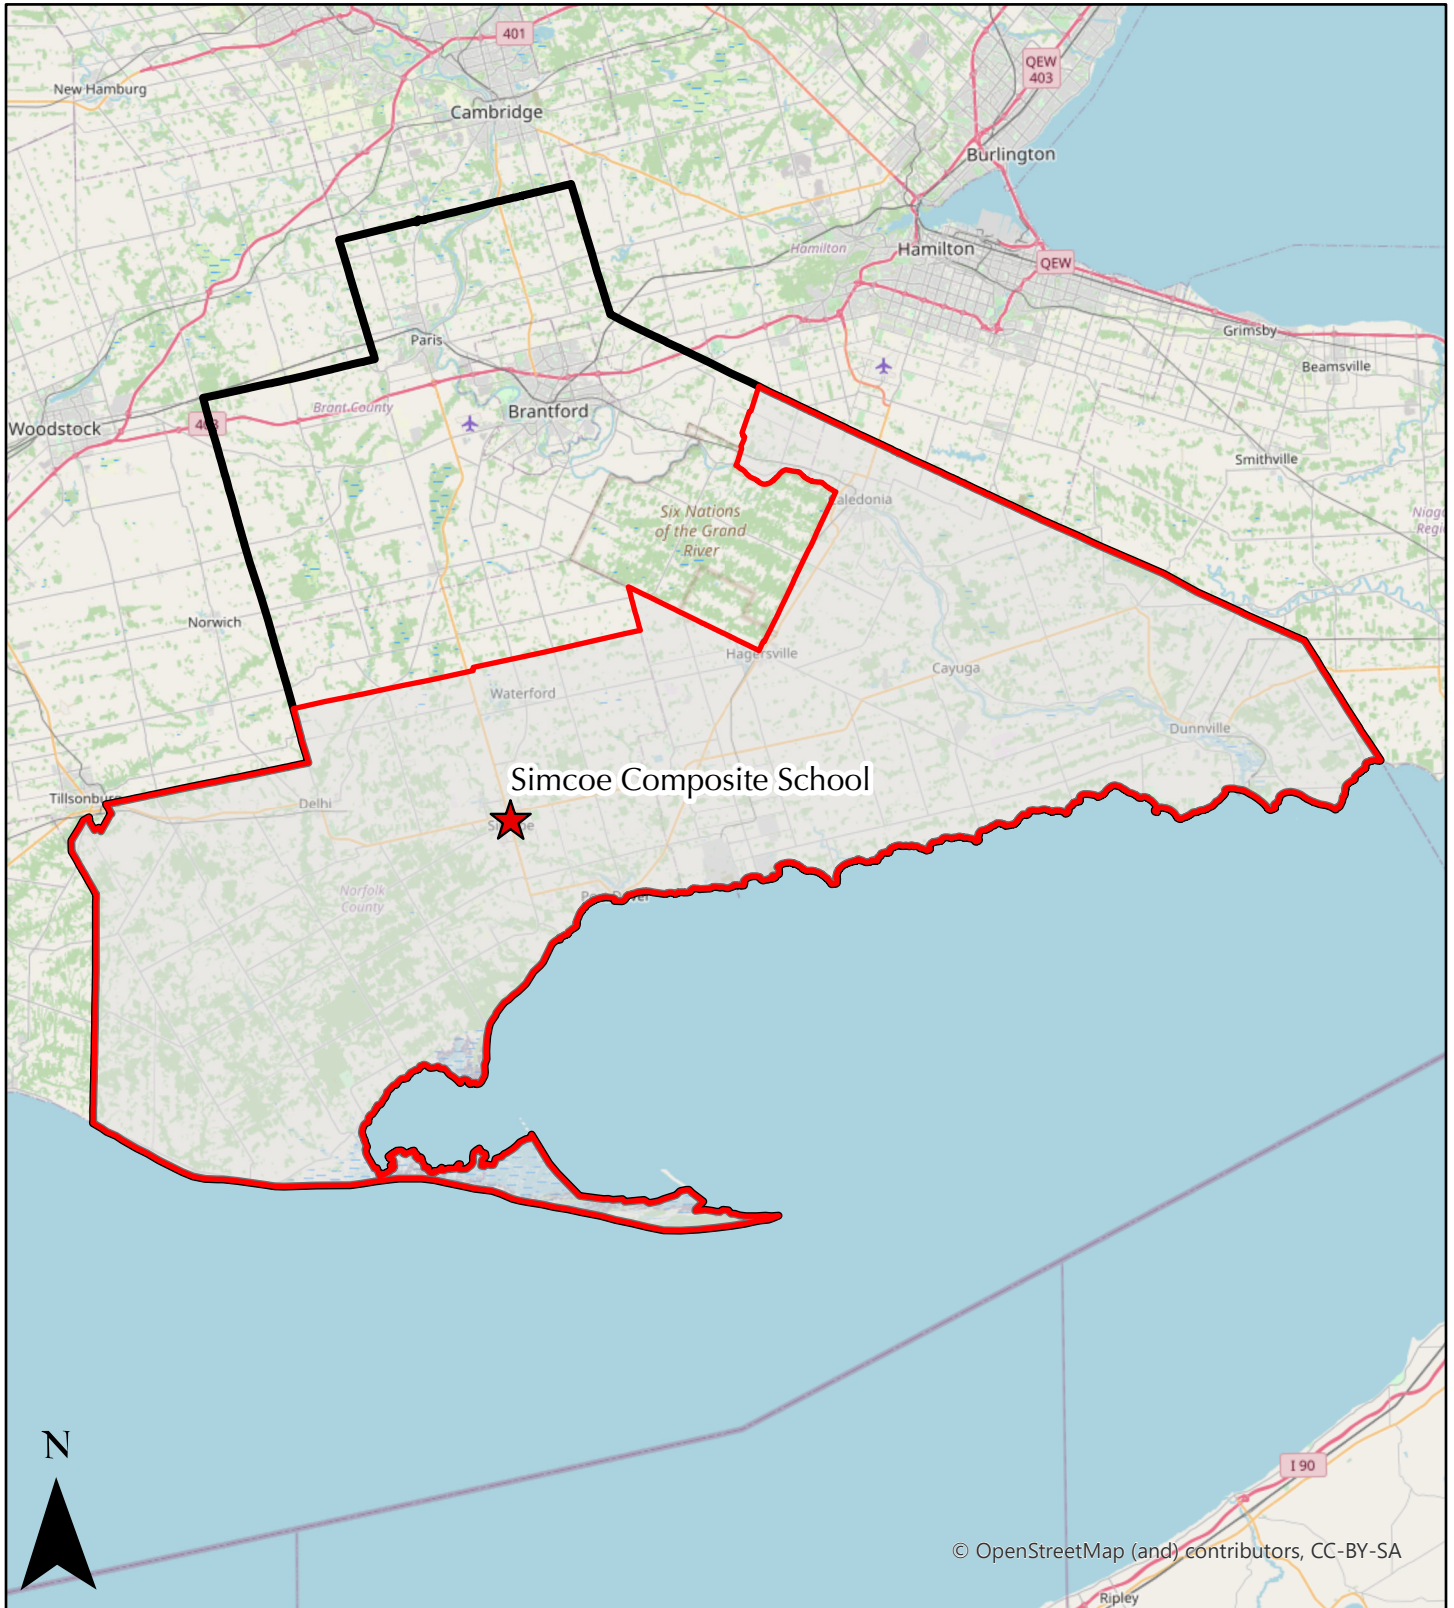 401
QEW
403
New Hamburg
Cambridge
Burlington
Hamilton
Hamilton
QEW
Grimsby
Paris
Beamsville
Brant County
Brantford
Woodstock
Smithville
Caledonia
Six Nations
of the Grand
River
Norwich
Hagersville
Cayuga
Waterford
Dunnville
Simcoe Composite School
Tillsonburg
Delhi
Norfolk
County
N
I 90
© OpenStreetMap (and) contributors, CC-BY-SA
Ripley